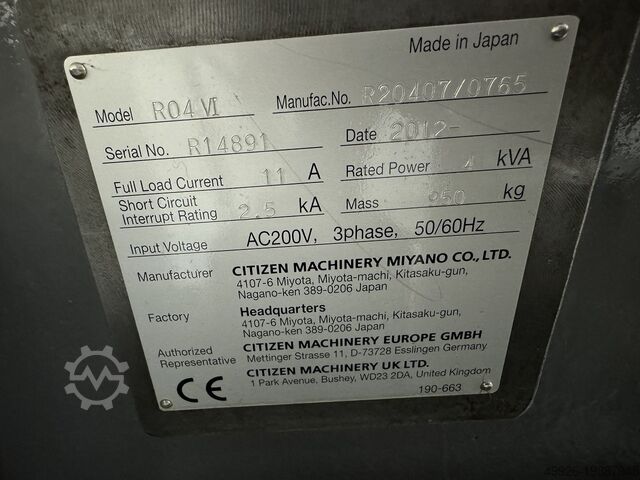 Made in Japan
Model R04 Ⅵ Manufac.No. R20407/0765
Serial No. R14891 Date 2012-
Full Load Current 11 A Rated Power 4 kVA
Short Circuit
Interrupt Rating 2.5 kA Mass 950 kg
Input Voltage AC200V, 3phase, 50/60Hz
Manufacturer CITIZEN MACHINERY MIYANO CO., LTD.
4107-6 Miyota, Miyota-machi, Kitasaku-gun,
Nagano-ken 389-0206 Japan
Factory Headquarters
4107-6 Miyota, Miyota-machi, Kitasaku-gun,
Nagano-ken 389-0206 Japan
Authorized
Representative
CITIZEN MACHINERY EUROPE GMBH
Mettinger Strasse 11, D-73728 Esslingen Germany
CITIZEN MACHINERY UK LTD.
1 Park Avenue, Bushey, WD23 2DA, United Kingdom
CE
190-663